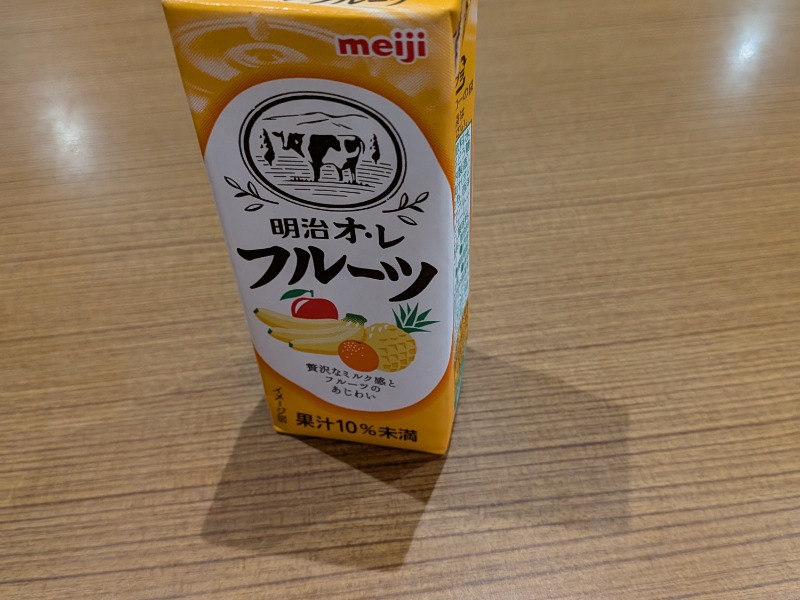 meiji
明治オ・レ
フルーツ
贅沢なミルク感と
フルーツの
あじわい
イメージ図
果汁10%未満